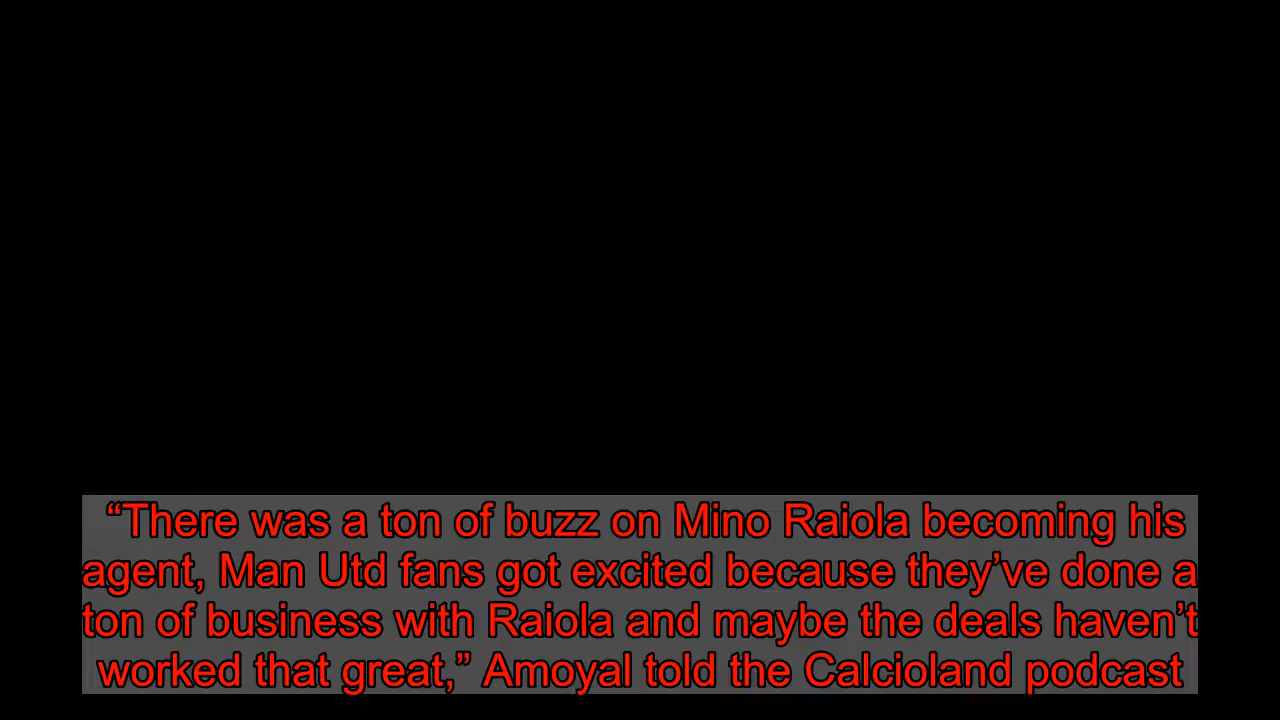 “There was a ton of buzz on Mino Raiola becoming his
agent, Man Utd fans got excited because they’ve done a
ton of business with Raiola and maybe the deals haven’t
worked that great,” Amoyal told the Calcioland podcast